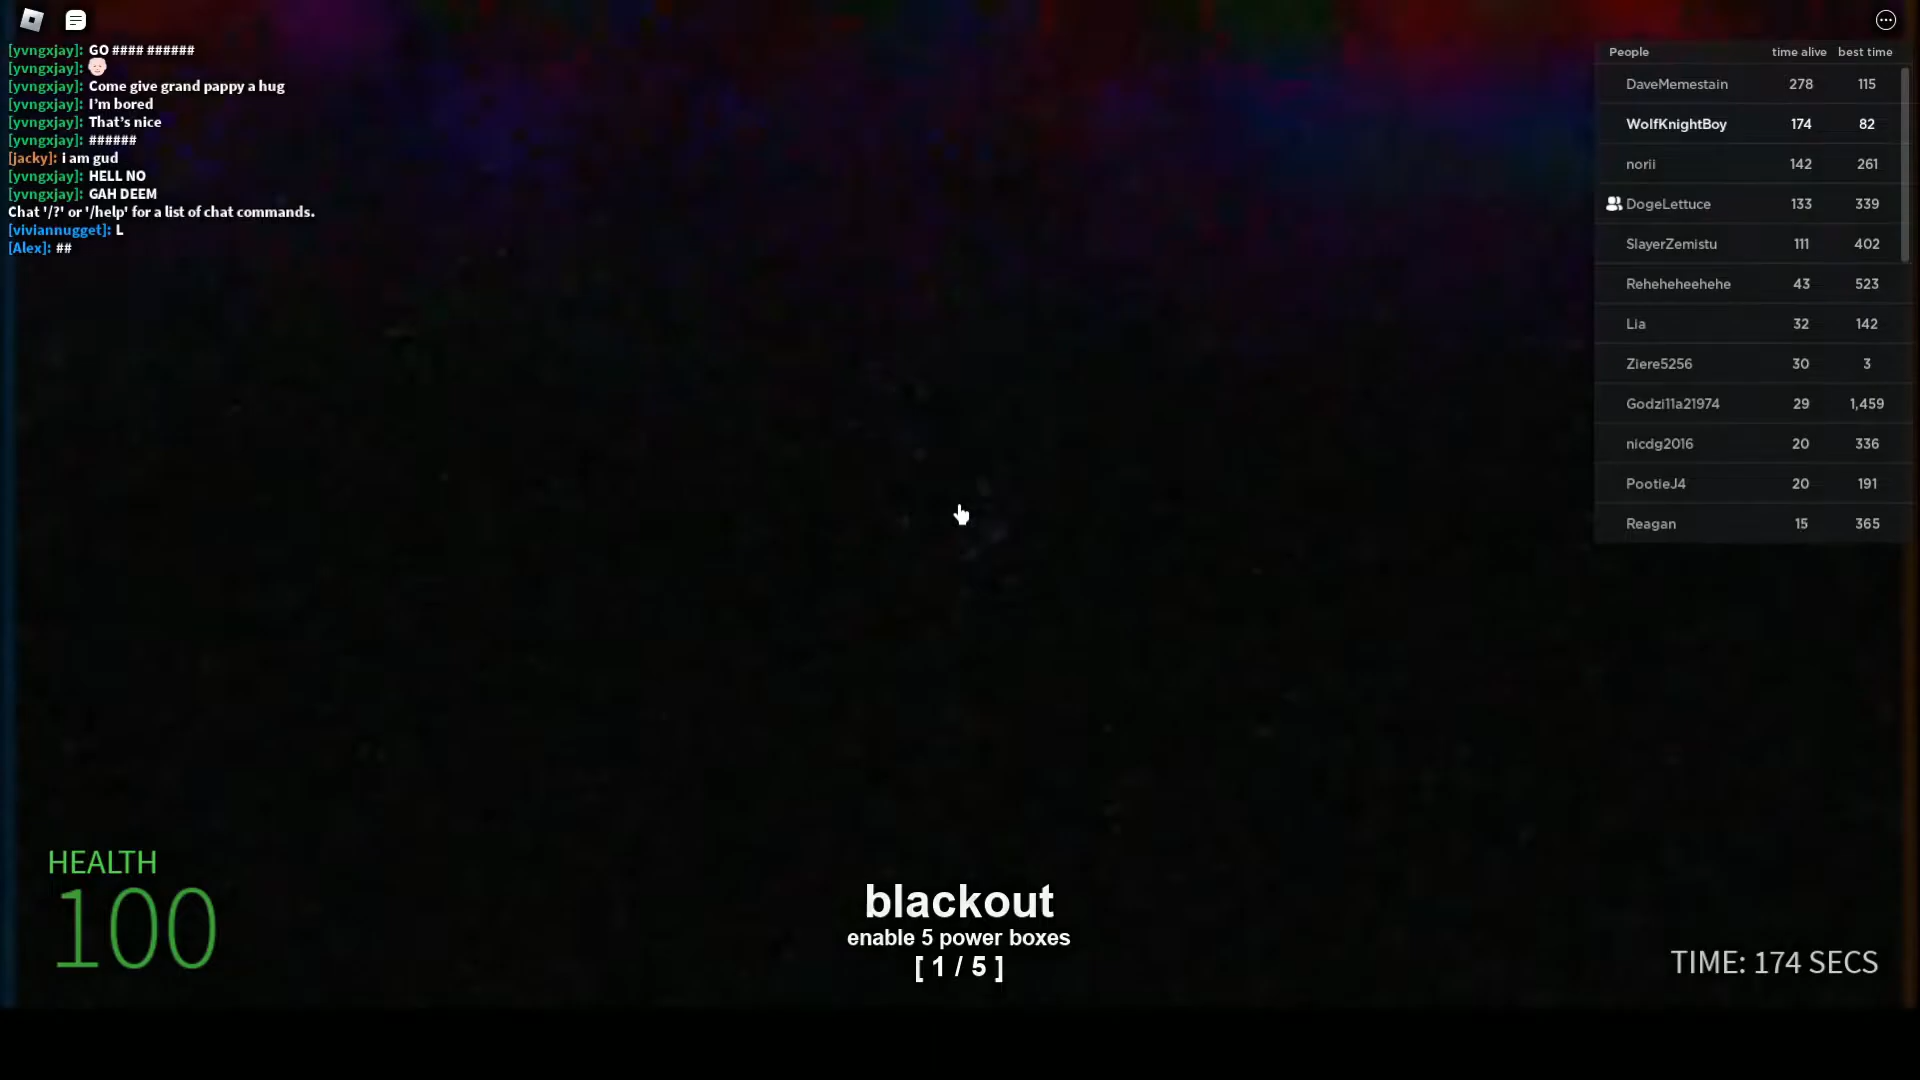 [yvngxjay]: GO #### ######
[yvngxjay]:
[yvngxjay]: Come give grand pappy a hug
[yvngxjay]: I'm bored
[yvngxjay]: That's nice
[yvngxjay]: ######
[jacky]: i am gud
[yvngxjay]: HELL NO
[yvngxjay]: GAH DEEM
Chat '/?' or '/help' for a list of chat commands.
[viviannugget]: L
[Alex]: ##
People time alive best time
DaveMemestain 278 115
WolfKnightBoy 174 82
norii 142 261
DogeLettuce 133 339
SlayerZemistu 111 402
Reheheheehehe 43 523
Lia 32 142
Ziere5256 30 3
Godzi11a21974 29 1,459
nicdg2016 20 336
PootieJ4 20 191
Reagan 15 365
HEALTH
100
blackout
enable 5 power boxes
[ 1 / 5 ]
TIME: 174 SECS